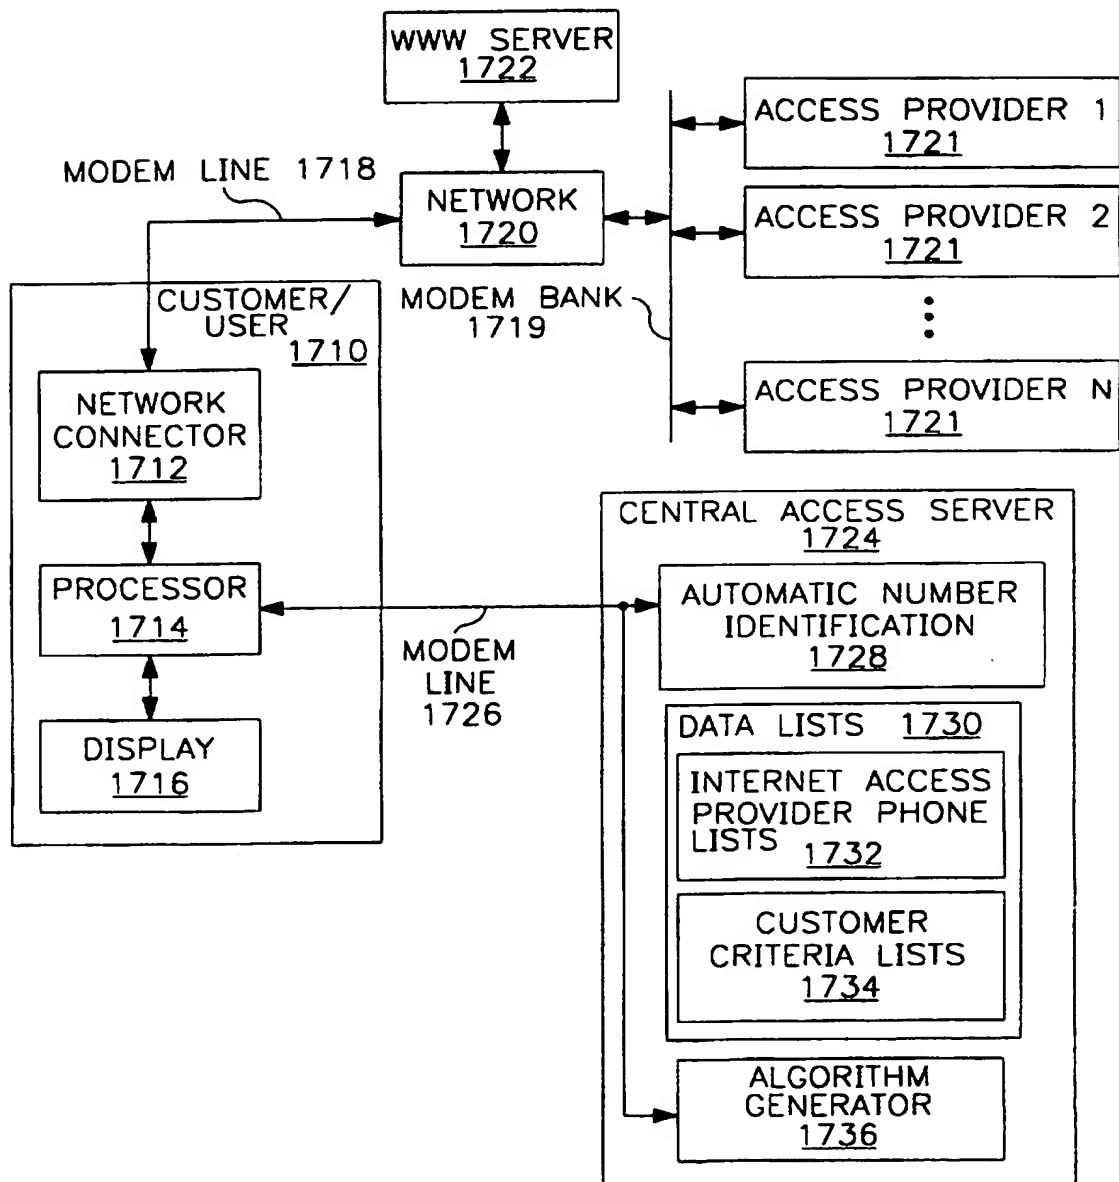 WWW SERVER
1722
ACCESS PROVIDER 1
1721
MODEM LINE 1718
NETWORK
1720
ACCESS PROVIDER 2
1721
MODEM BANK
1719
ACCESS PROVIDER N
1721
CUSTOMER/
USER
1710
NETWORK
CONNECTOR
1712
PROCESSOR
1714
DISPLAY
1716
MODEM
LINE
1726
CENTRAL ACCESS SERVER
1724
AUTOMATIC NUMBER
IDENTIFICATION
1728
DATA LISTS 1730
INTERNET ACCESS
PROVIDER PHONE
LISTS 1732
CUSTOMER
CRITERIA LISTS
1734
ALGORITHM
GENERATOR
1736